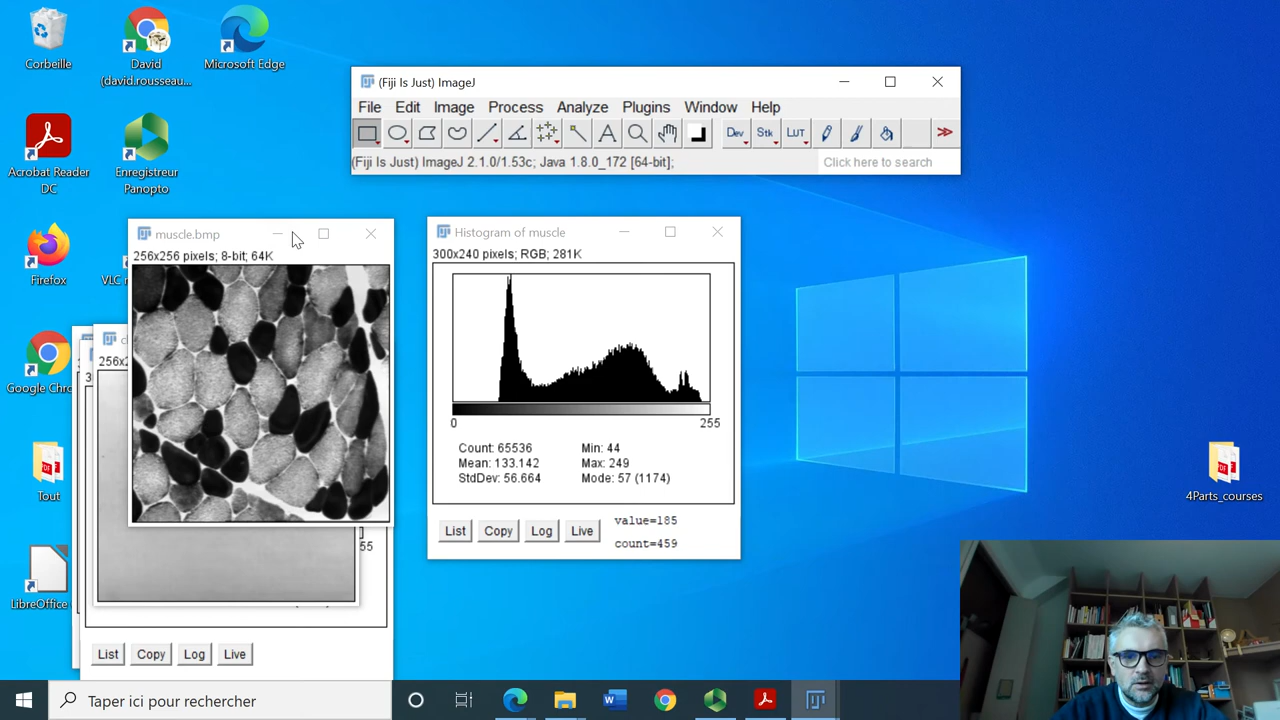 Corbeille
David
(david.rousseau...
Microsoft Edge
Acrobat Reader
DC
Enregistreur
Panopto
Firefox
VLC
Google Chro
Tout
LibreOffice
(Fiji Is Just) ImageJ
File Edit Image Process Analyze Plugins Window Help
Dev Stk LUT
(Fiji Is Just) ImageJ 2.1.0/1.53c; Java 1.8.0_172 [64-bit];
Click here to search
muscle.bmp
256x256 pixels; 8-bit; 64K
Histogram of muscle
300x240 pixels; RGB; 281K
0 255
Count: 65536 Min: 44
Mean: 133.142 Max: 249
StdDev: 56.664 Mode: 57 (1174)
List Copy Log Live
value=185
count=459
List Copy Log Live
4Parts_courses
Taper ici pour rechercher